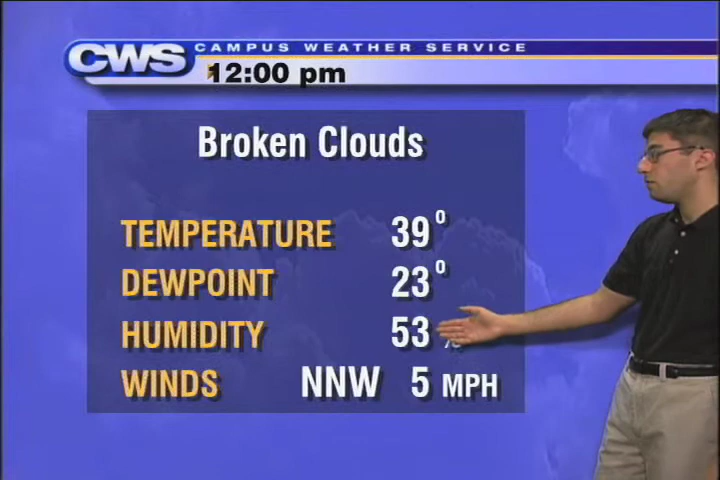 CWS CAMPUS WEATHER SERVICE
12:00 pm
Broken Clouds
TEMPERATURE 39°
DEWPOINT 23°
HUMIDITY 53%
WINDS NNW 5 MPH